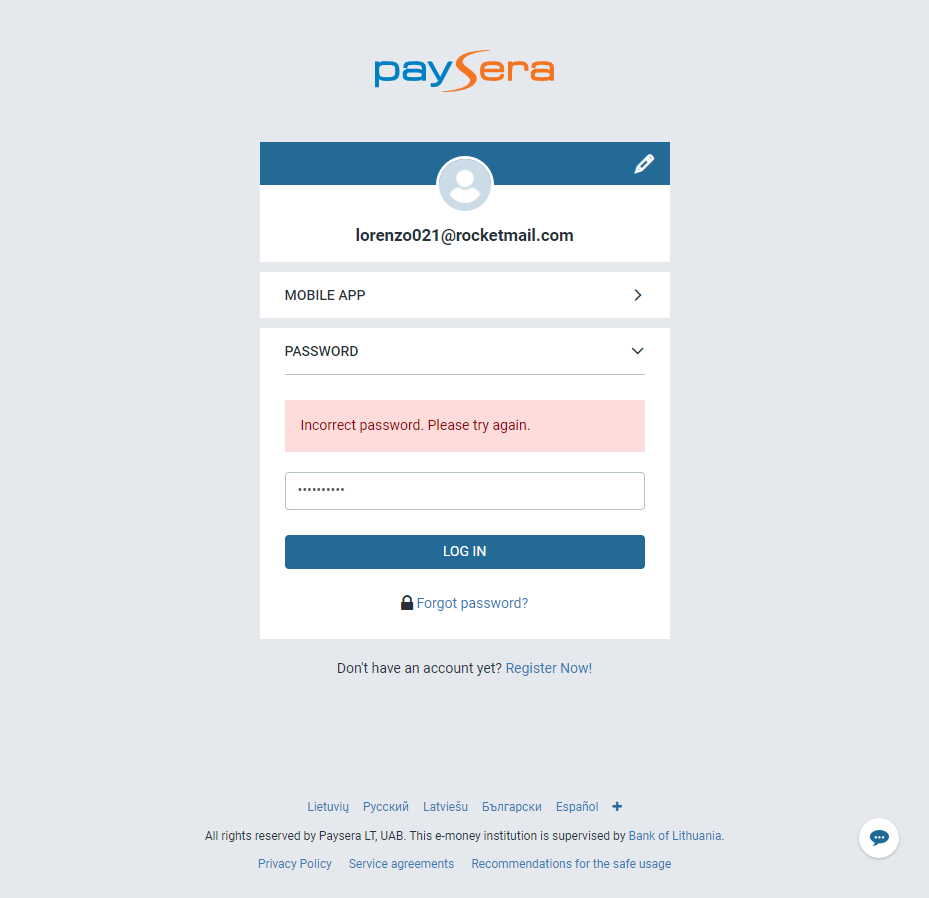 paysera
lorenzo021@rocketmail.com
MOBILE APP
PASSWORD
Incorrect password. Please try again.
••••••••••
LOG IN
Forgot password?
Don't have an account yet? Register Now!
Lietuvių Русский Latviešu Български Español +
All rights reserved by Paysera LT, UAB. This e-money institution is supervised by Bank of Lithuania.
Privacy Policy Service agreements Recommendations for the safe usage